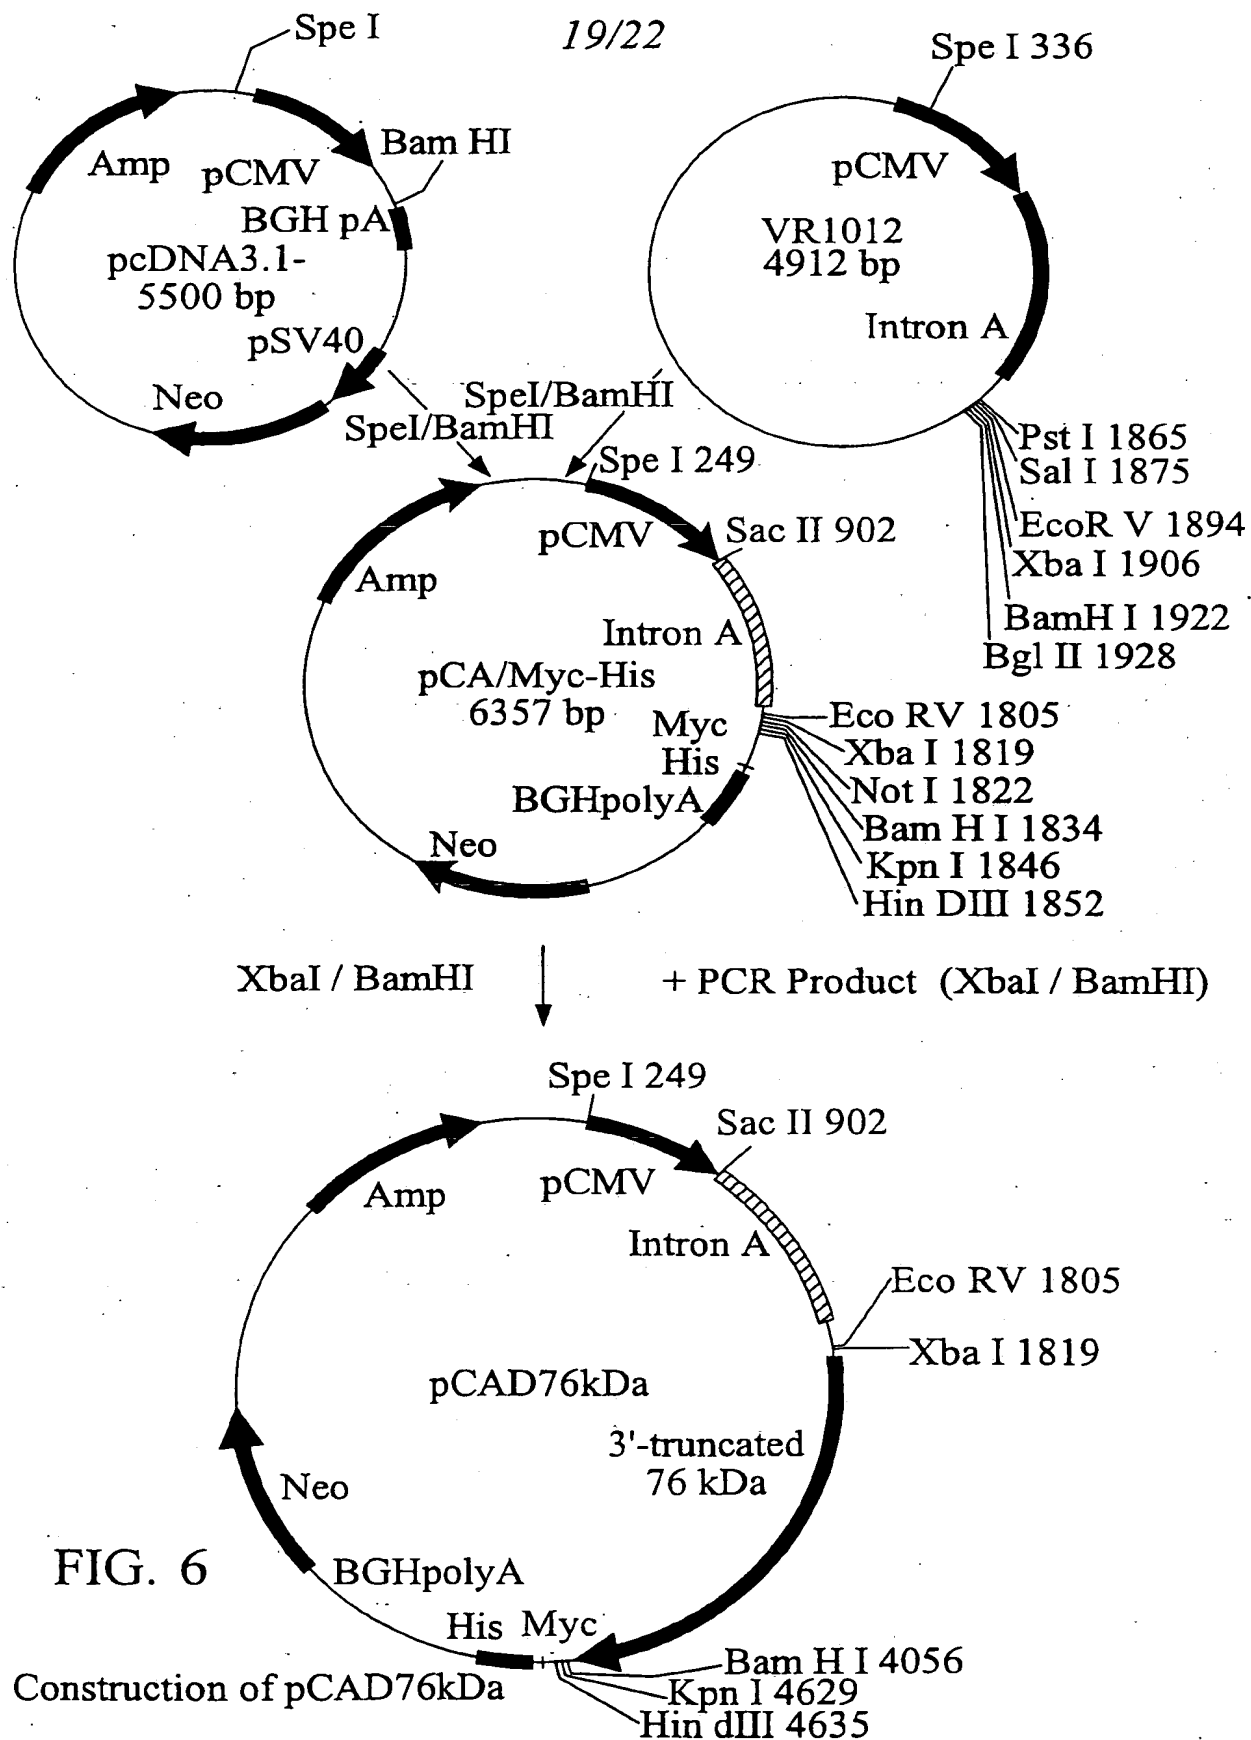 19/22
Spe I
Amp
pCMV
Bam HI
BGH pA
pcDNA3.1-
5500 bp
pSV40
Neo
SpeI/BamHI
Spe I 336
pCMV
VR1012
4912 bp
Intron A
SpeI/BamHI
Pst I 1865
Sal I 1875
EcoR V 1894
Xba I 1906
BamH I 1922
Bgl II 1928
Spe I 249
pCMV
Sac II 902
Amp
Intron A
pCA/Myc-His
6357 bp
Myc
His
BGHpolyA
Neo
Eco RV 1805
Xba I 1819
Not I 1822
Bam H I 1834
Kpn I 1846
Hin DIII 1852
XbaI / BamHI
+ PCR Product (XbaI / BamHI)
Spe I 249
Sac II 902
Amp
pCMV
Intron A
Eco RV 1805
Xba I 1819
pCAD76kDa
3'-truncated
76 kDa
Neo
BGHpolyA
His Myc
Bam H I 4056
Kpn I 4629
Hin dIII 4635
FIG. 6
Construction of pCAD76kDa